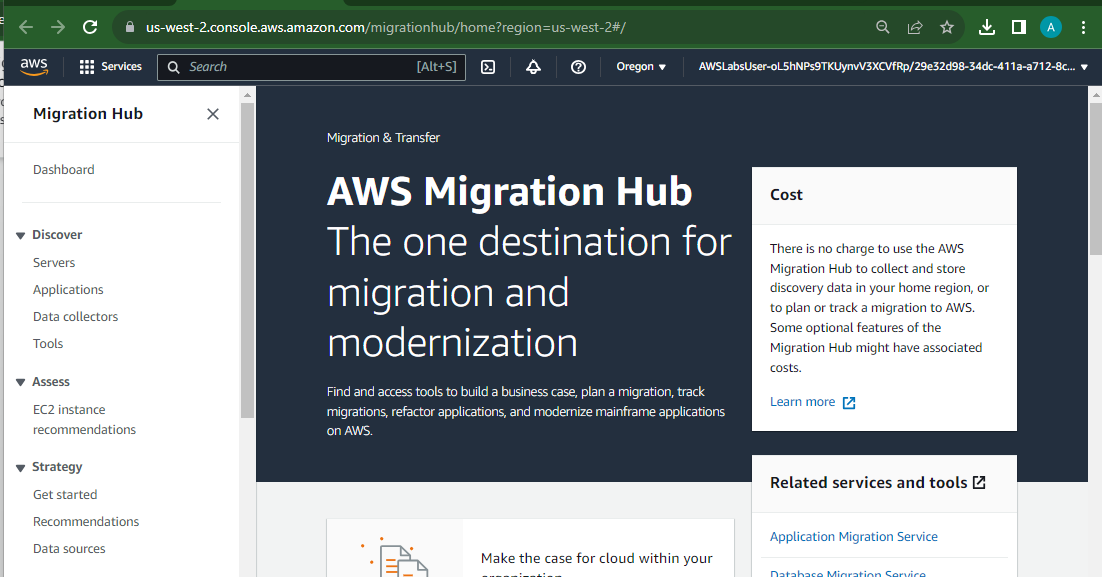 us-west-2.console.aws.amazon.com/migrationhub/home?region=us-west-2#/
A
aws
Services
Search
[Alt+S]
Oregon
AWSLabsUser-oL5hNPs9TKUynvV3XCVfRp/29e32d98-34dc-411a-a712-8c...
Migration Hub
Dashboard
Discover
Servers
Applications
Data collectors
Tools
Assess
EC2 instance
recommendations
Strategy
Get started
Recommendations
Data sources
Migration & Transfer
AWS Migration Hub
The one destination for
migration and
modernization
Find and access tools to build a business case, plan a migration, track
migrations, refactor applications, and modernize mainframe applications
on AWS.
Cost
There is no charge to use the AWS
Migration Hub to collect and store
discovery data in your home region, or
to plan or track a migration to AWS.
Some optional features of the
Migration Hub might have associated
costs.
Learn more
Related services and tools
Application Migration Service
Database Migration Service
Make the case for cloud within your
organization